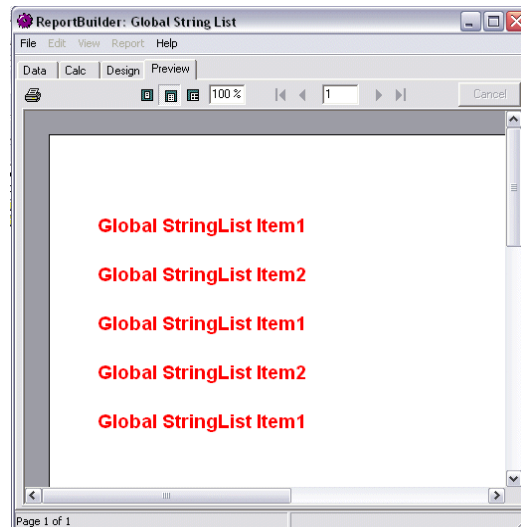 ReportBuilder: Global String List
File Edit View Report Help
Data Calc Design Preview
100 % 1 Cancel
Global StringList Item1
Global StringList Item2
Global StringList Item1
Global StringList Item2
Global StringList Item1
Page 1 of 1